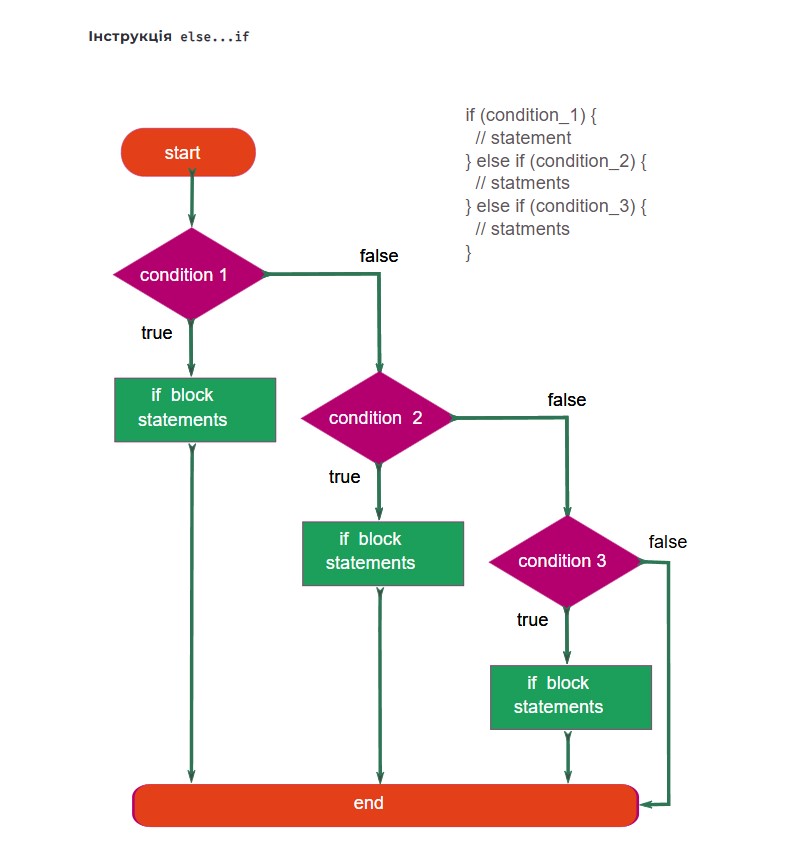 Інструкція else...if
if (condition_1) {
// statement
} else if (condition_2) {
// statments
} else if (condition_3) {
// statments
}
start
condition 1
false
true
if block
statements
condition 2
false
true
if block
statements
condition 3
false
true
if block
statements
end